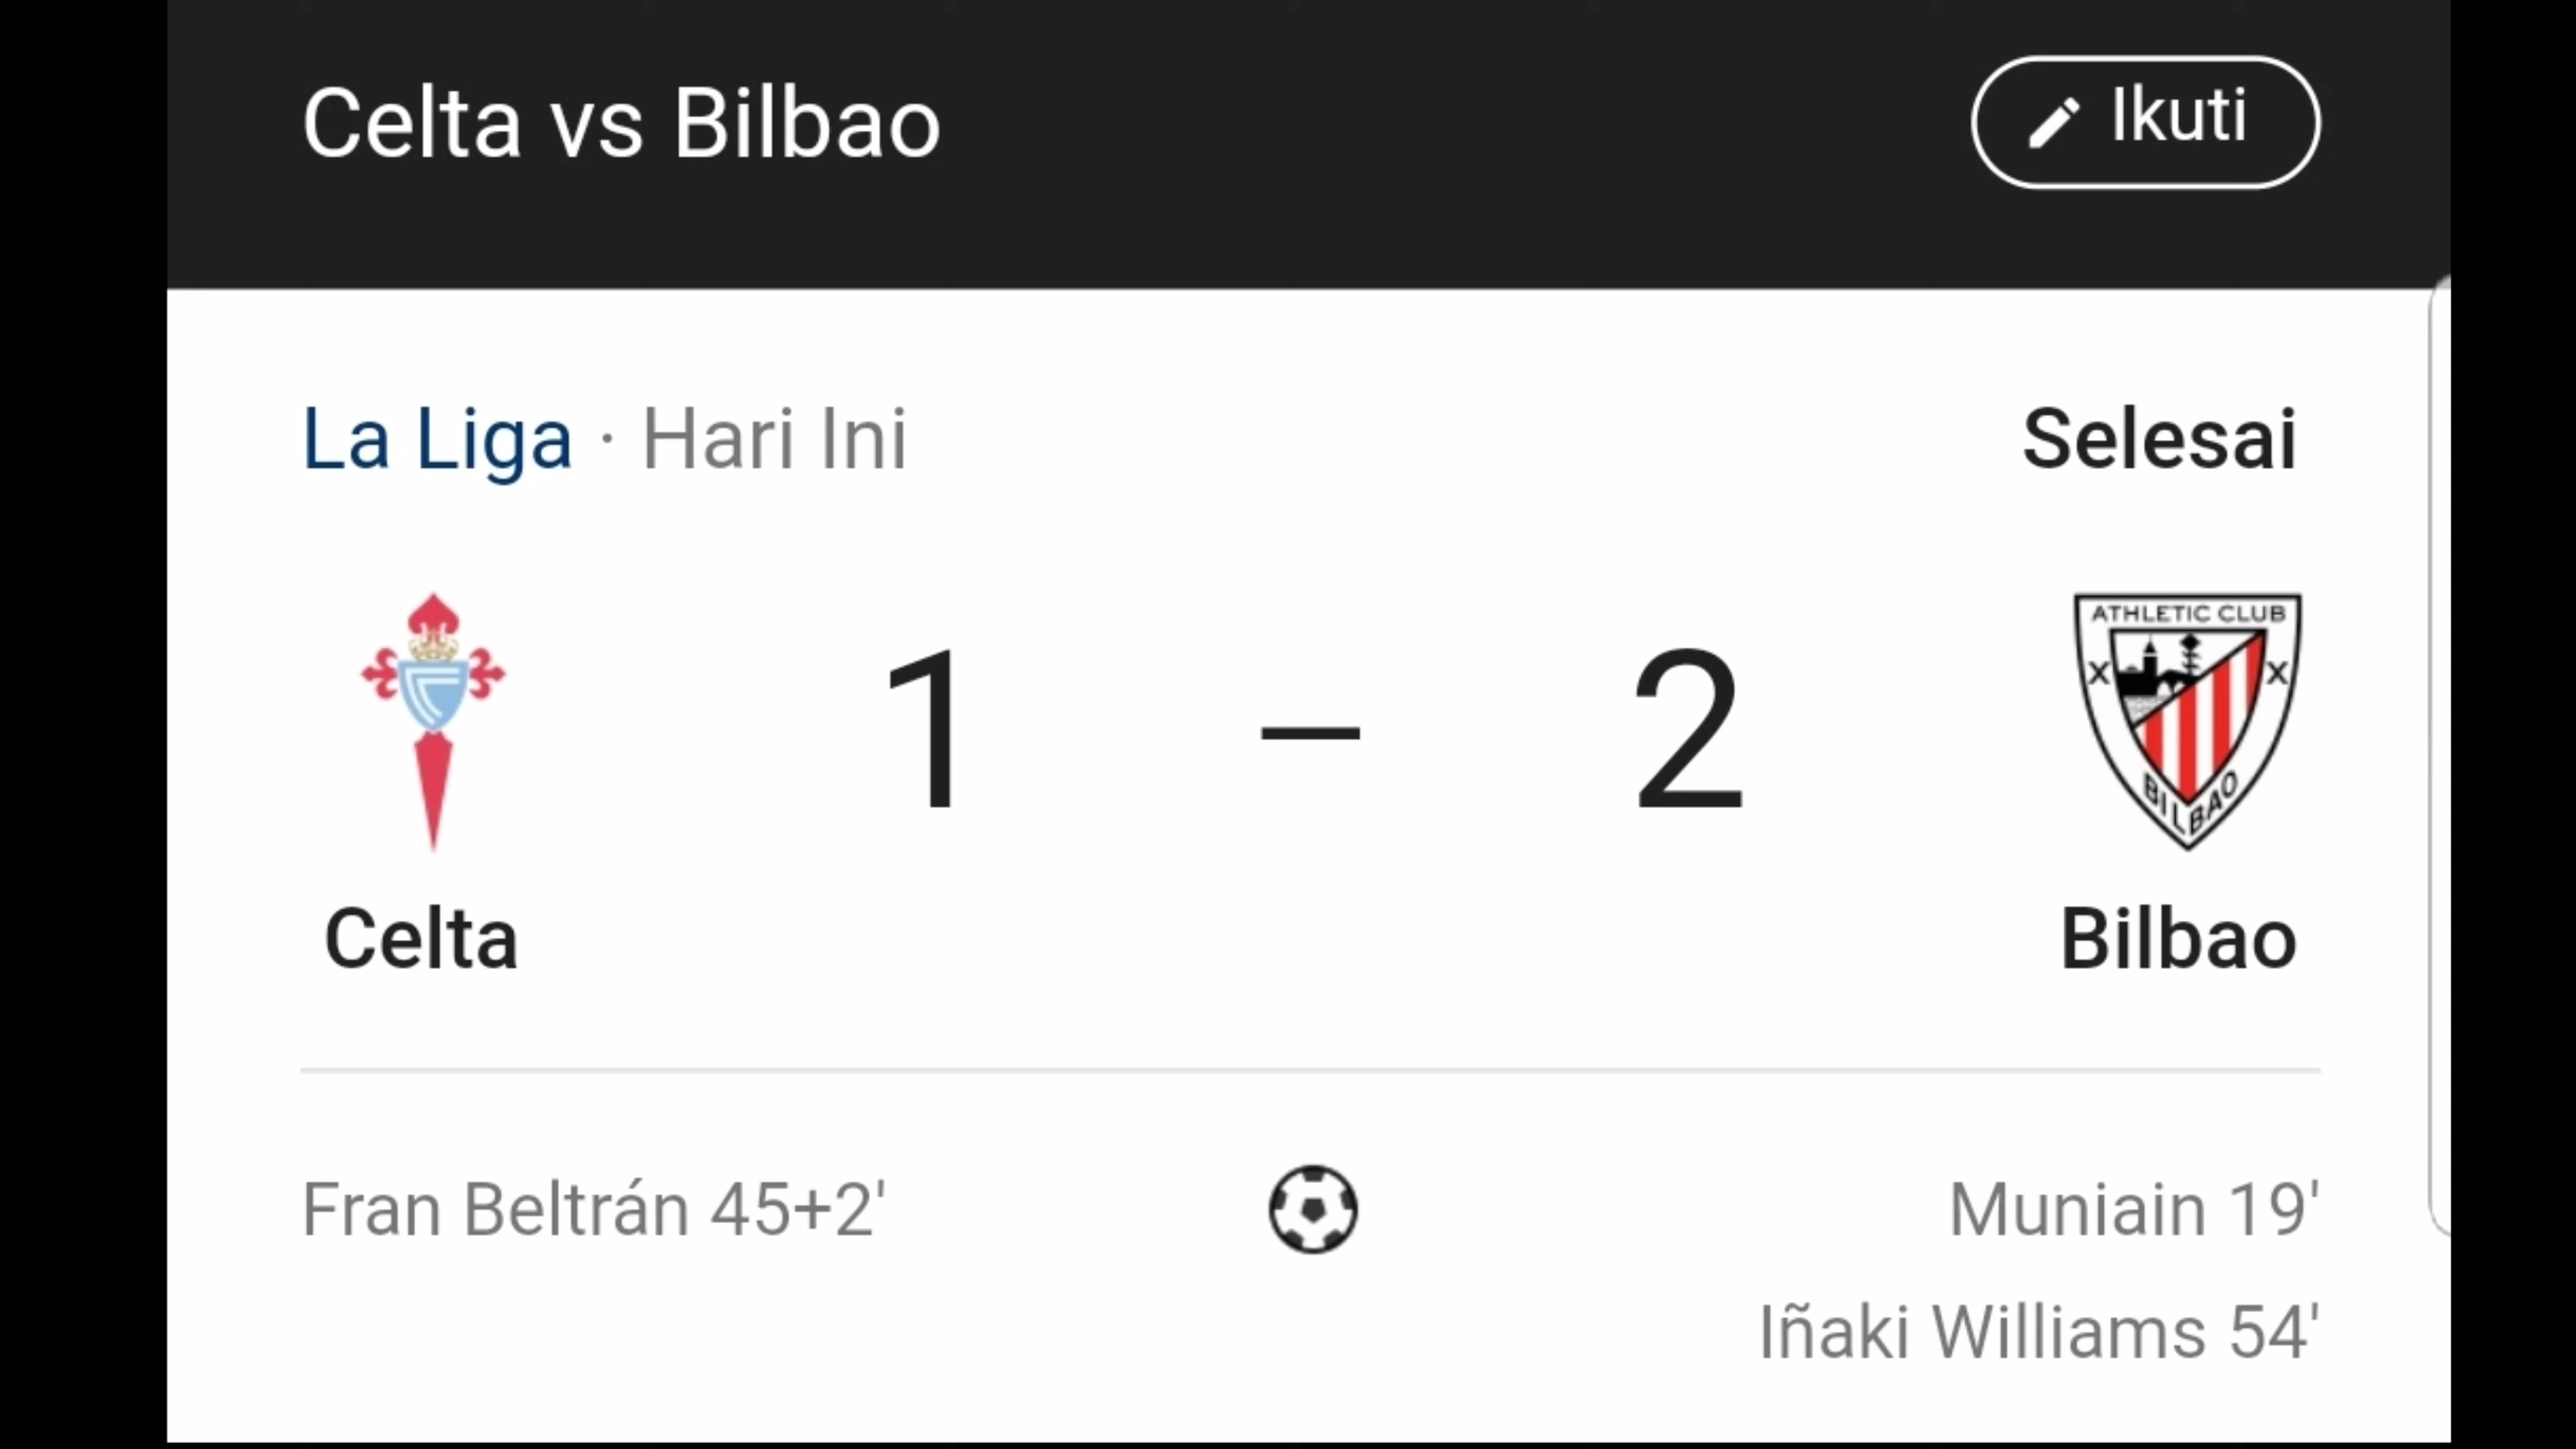 Celta vs Bilbao
Ikuti
La Liga · Hari Ini
Selesai
ATHLETIC CLUB
X X
BILBAO
1 – 2
Celta
Bilbao
Fran Beltrán 45+2'
Muniain 19'
Iñaki Williams 54'